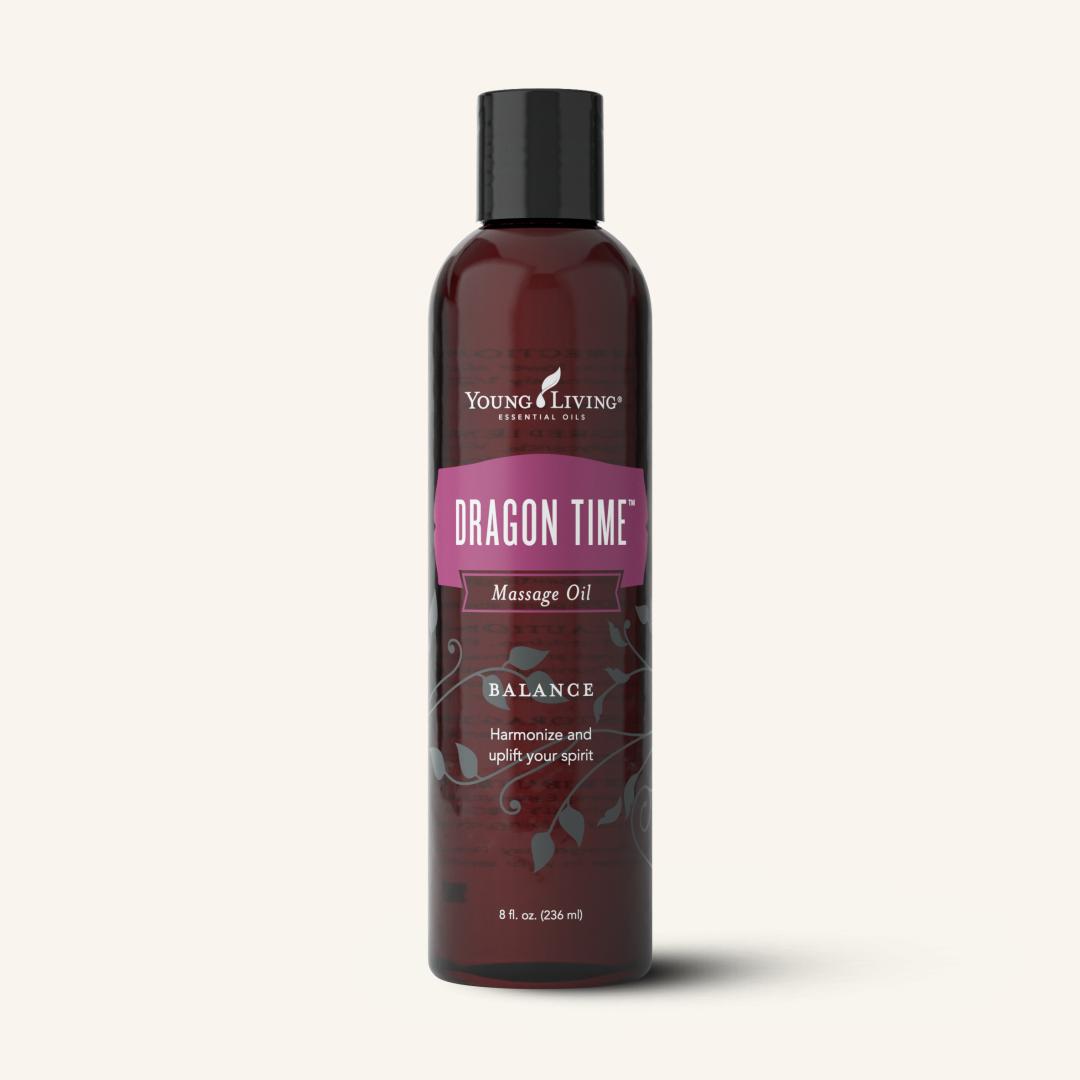 YOUNG LIVING®
ESSENTIAL OILS
DRAGON TIME™
Massage Oil
BALANCE
Harmonize and
uplift your spirit
8 fl. oz. (236 ml)